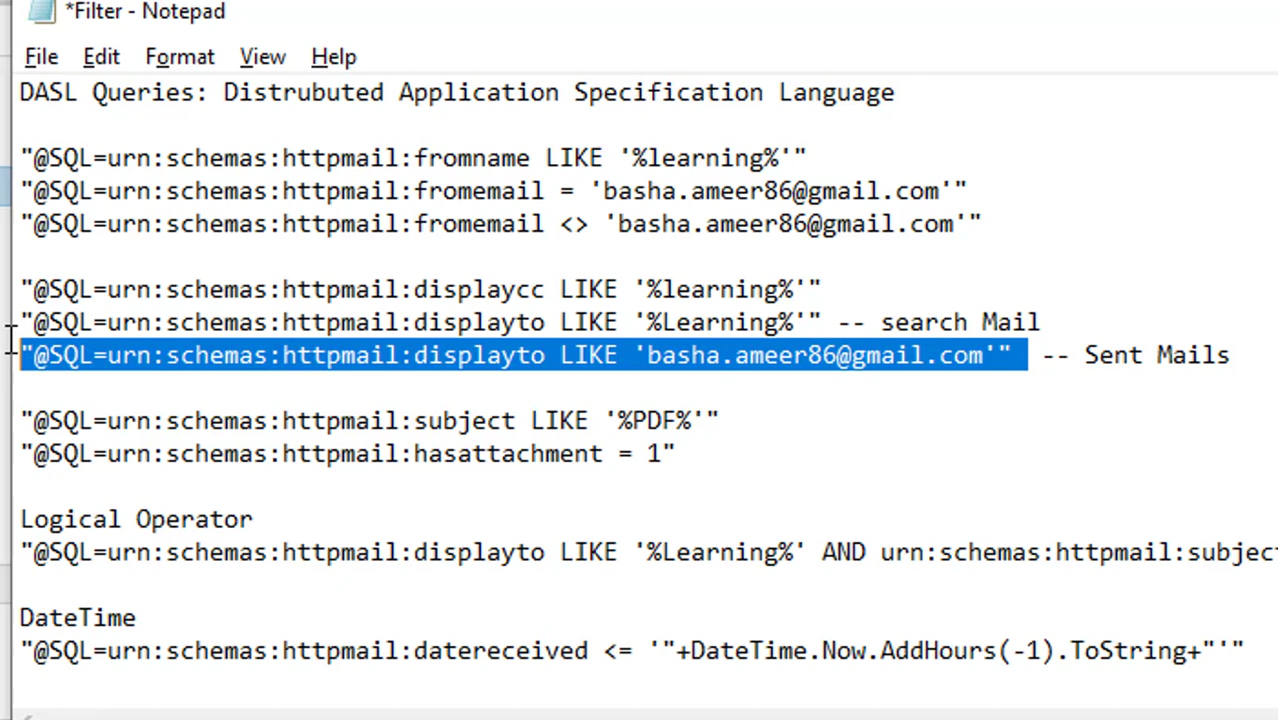 *Filter - Notepad
File Edit Format View Help
DASL Queries: Distrubuted Application Specification Language
"@SQL=urn:schemas:httpmail:fromname LIKE '%learning%'"
"@SQL=urn:schemas:httpmail:fromemail = 'basha.ameer86@gmail.com'"
"@SQL=urn:schemas:httpmail:fromemail <> 'basha.ameer86@gmail.com'"
"@SQL=urn:schemas:httpmail:displaycc LIKE '%learning%'"
"@SQL=urn:schemas:httpmail:displayto LIKE '%Learning%'" -- search Mail
"@SQL=urn:schemas:httpmail:displayto LIKE 'basha.ameer86@gmail.com'" -- Sent Mails
"@SQL=urn:schemas:httpmail:subject LIKE '%PDF%'"
"@SQL=urn:schemas:httpmail:hasattachment = 1"
Logical Operator
"@SQL=urn:schemas:httpmail:displayto LIKE '%Learning%' AND urn:schemas:httpmail:subject
DateTime
"@SQL=urn:schemas:httpmail:datereceived <= '"+DateTime.Now.AddHours(-1).ToString+"'"